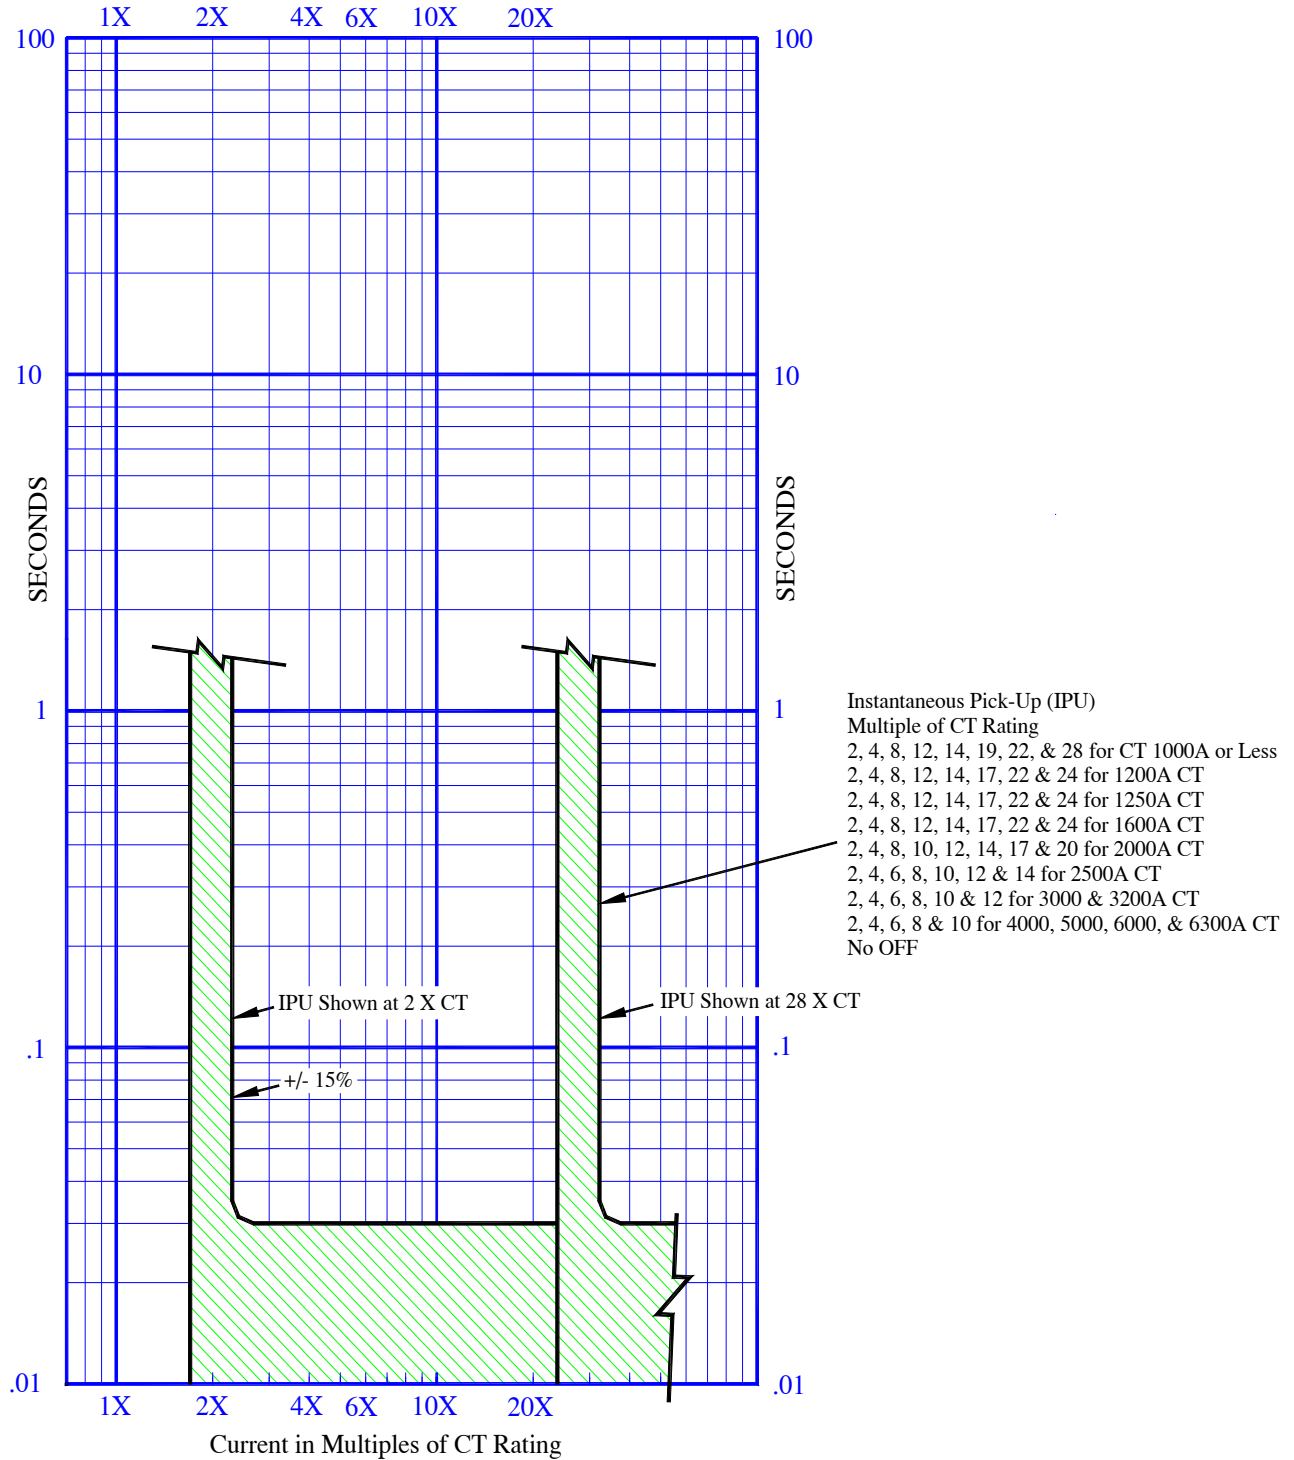 1X 2X 4X 6X 10X 20X
100 100
10 10
SECONDS SECONDS
1 1
Instantaneous Pick-Up (IPU)
Multiple of CT Rating
2, 4, 8, 12, 14, 19, 22, & 28 for CT 1000A or Less
2, 4, 8, 12, 14, 17, 22 & 24 for 1200A CT
2, 4, 8, 12, 14, 17, 22 & 24 for 1250A CT
2, 4, 8, 12, 14, 17, 22 & 24 for 1600A CT
2, 4, 8, 10, 12, 14, 17 & 20 for 2000A CT
2, 4, 6, 8, 10, 12 & 14 for 2500A CT
2, 4, 6, 8, 10 & 12 for 3000 & 3200A CT
2, 4, 6, 8 & 10 for 4000, 5000, 6000, & 6300A CT
No OFF
IPU Shown at 2 X CT IPU Shown at 28 X CT
.1 .1
+/- 15%
.01 .01
1X 2X 4X 6X 10X 20X
Current in Multiples of CT Rating